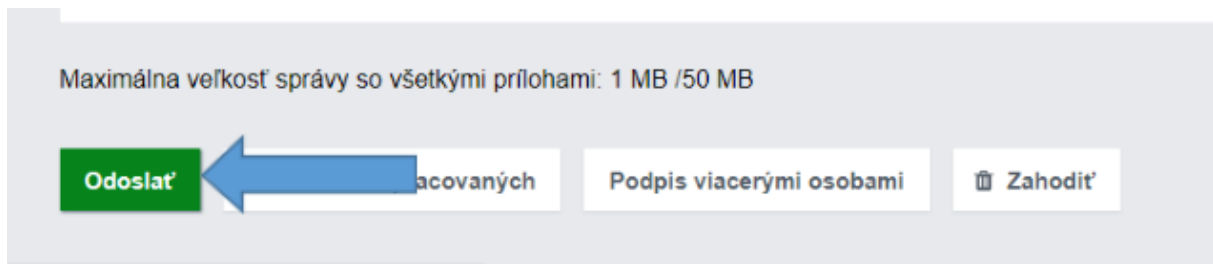 Maximálna veľkosť správy so všetkými prílohami: 1 MB /50 MB
Odoslať Podpis viacerými osobami Zahodiť